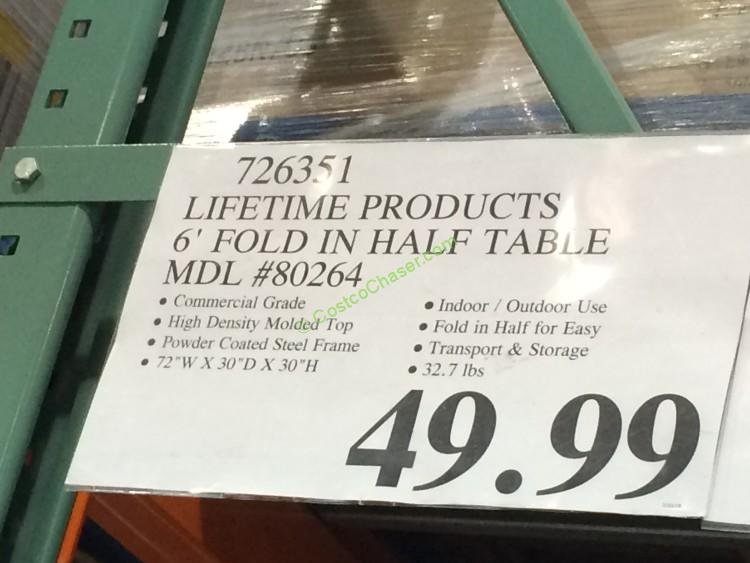 726351
LIFETIME PRODUCTS
6' FOLD IN HALF TABLE
MDL #80264
• Commercial Grade
• High Density Molded Top
• Powder Coated Steel Frame
• 72"W X 30"D X 30"H
• Indoor / Outdoor Use
• Fold in Half for Easy
• Transport & Storage
• 32.7 lbs
49.99
© CostcoChaser.com